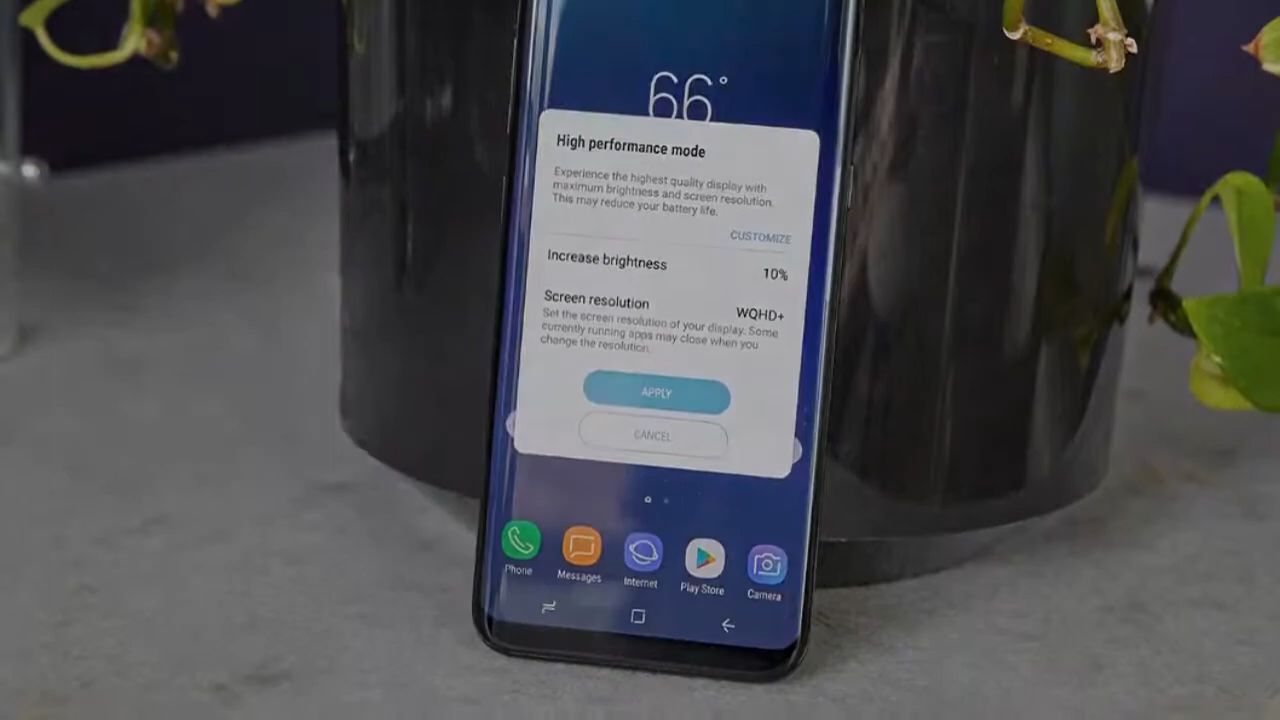 66°
High performance mode
Experience the highest quality display with
maximum brightness and screen resolution.
This may reduce your battery life.
CUSTOMIZE
Increase brightness 10%
Screen resolution WQHD+
Set the screen resolution of your display. Some
currently running apps may close when you
change the resolution.
APPLY
CANCEL
Phone Messages Internet Play Store Camera